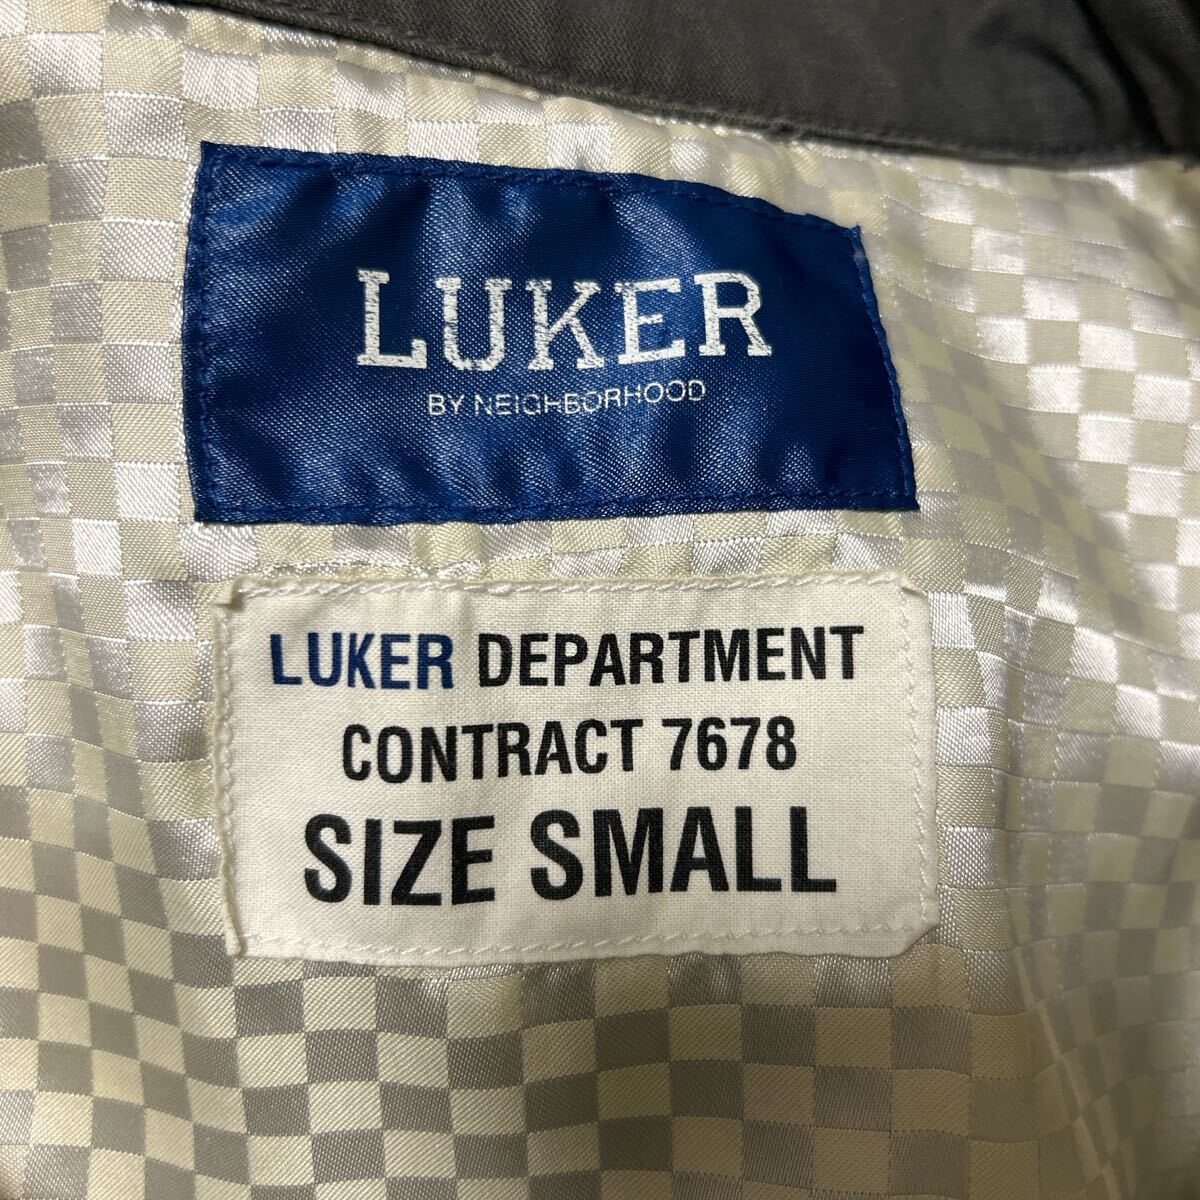 LUKER
BY NEIGHBORHOOD
LUKER DEPARTMENT
CONTRACT 7678
SIZE SMALL